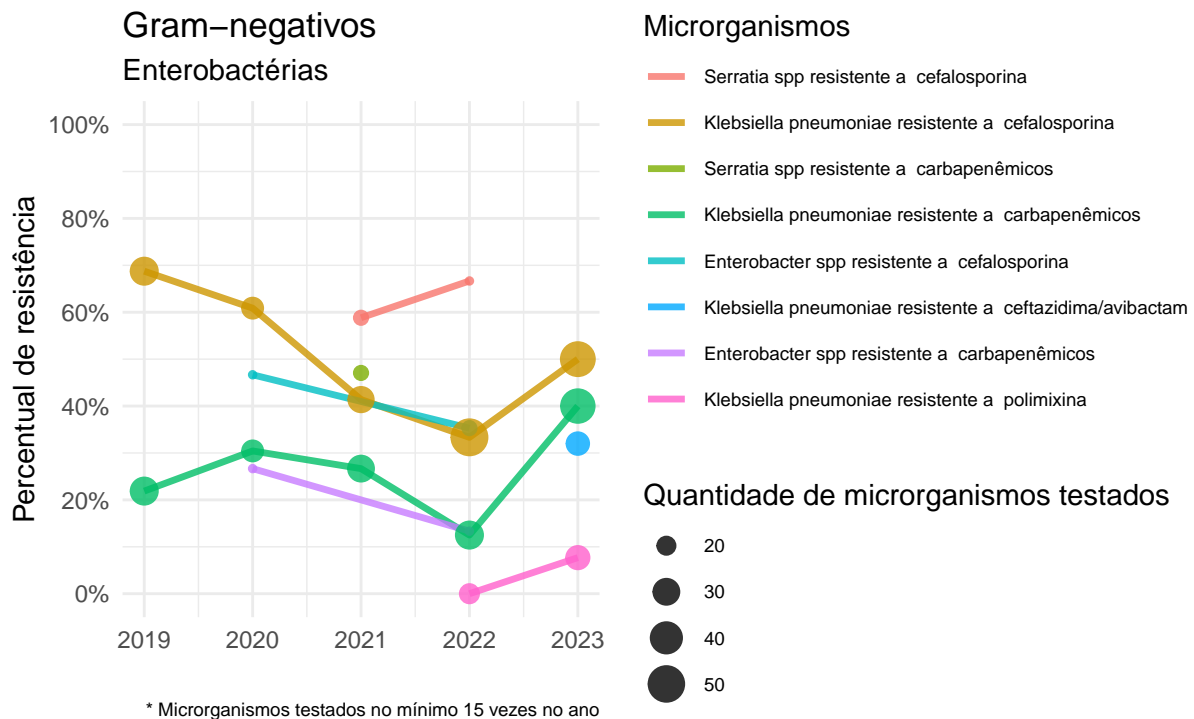 Gram−negativos
Enterobactérias
Percentual de resistência
100%
80%
60%
40%
20%
0%
2019
2020
2021
2022
2023
* Microrganismos testados no mínimo 15 vezes no ano
Microrganismos
Serratia spp resistente a  cefalosporina
Klebsiella pneumoniae resistente a  cefalosporina
Serratia spp resistente a  carbapenêmicos
Klebsiella pneumoniae resistente a  carbapenêmicos
Enterobacter spp resistente a  cefalosporina
Klebsiella pneumoniae resistente a  ceftazidima/avibactam
Enterobacter spp resistente a  carbapenêmicos
Klebsiella pneumoniae resistente a  polimixina
Quantidade de microrganismos testados
20
30
40
50